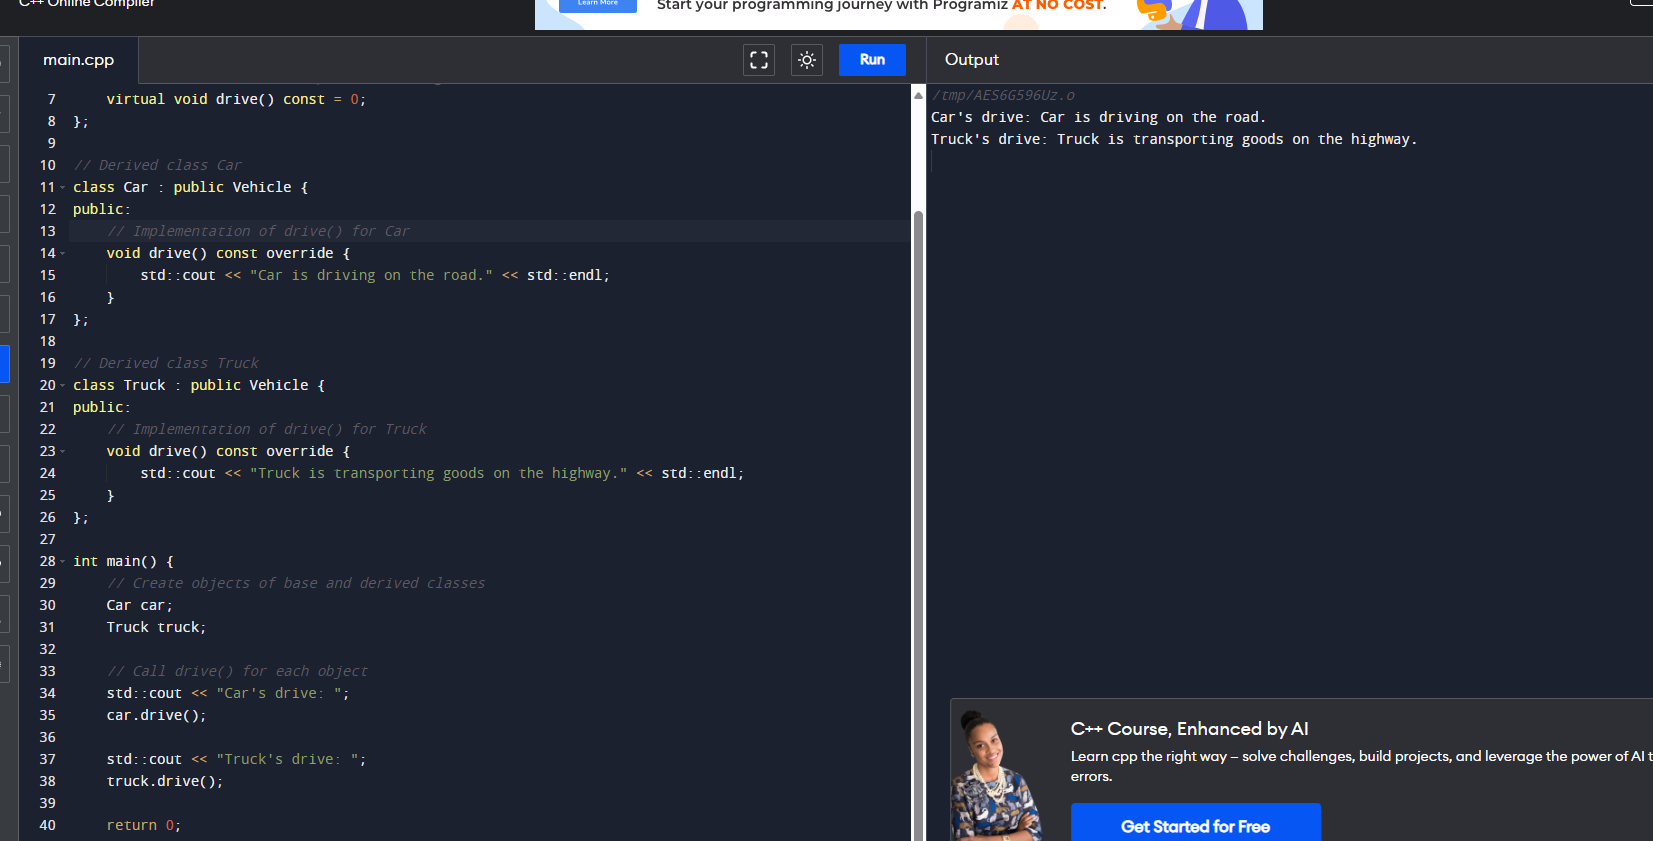 C++ Online Compiler
Learn More
Start your programming journey with Programiz AT NO COST.
main.cpp
Run
Output
7 virtual void drive() const = 0;
8 };
9
10 // Derived class Car
11 class Car : public Vehicle {
12 public:
13 // Implementation of drive() for Car
14 void drive() const override {
15 std::cout << "Car is driving on the road." << std::endl;
16 }
17 };
18
19 // Derived class Truck
20 class Truck : public Vehicle {
21 public:
22 // Implementation of drive() for Truck
23 void drive() const override {
24 std::cout << "Truck is transporting goods on the highway." << std::endl;
25 }
26 };
27
28 int main() {
29 // Create objects of base and derived classes
30 Car car;
31 Truck truck;
32
33 // Call drive() for each object
34 std::cout << "Car's drive: ";
35 car.drive();
36
37 std::cout << "Truck's drive: ";
38 truck.drive();
39
40 return 0;
/tmp/AES6G596Uz.o
Car's drive: Car is driving on the road.
Truck's drive: Truck is transporting goods on the highway.
C++ Course, Enhanced by AI
Learn cpp the right way – solve challenges, build projects, and leverage the power of AI t
errors.
Get Started for Free